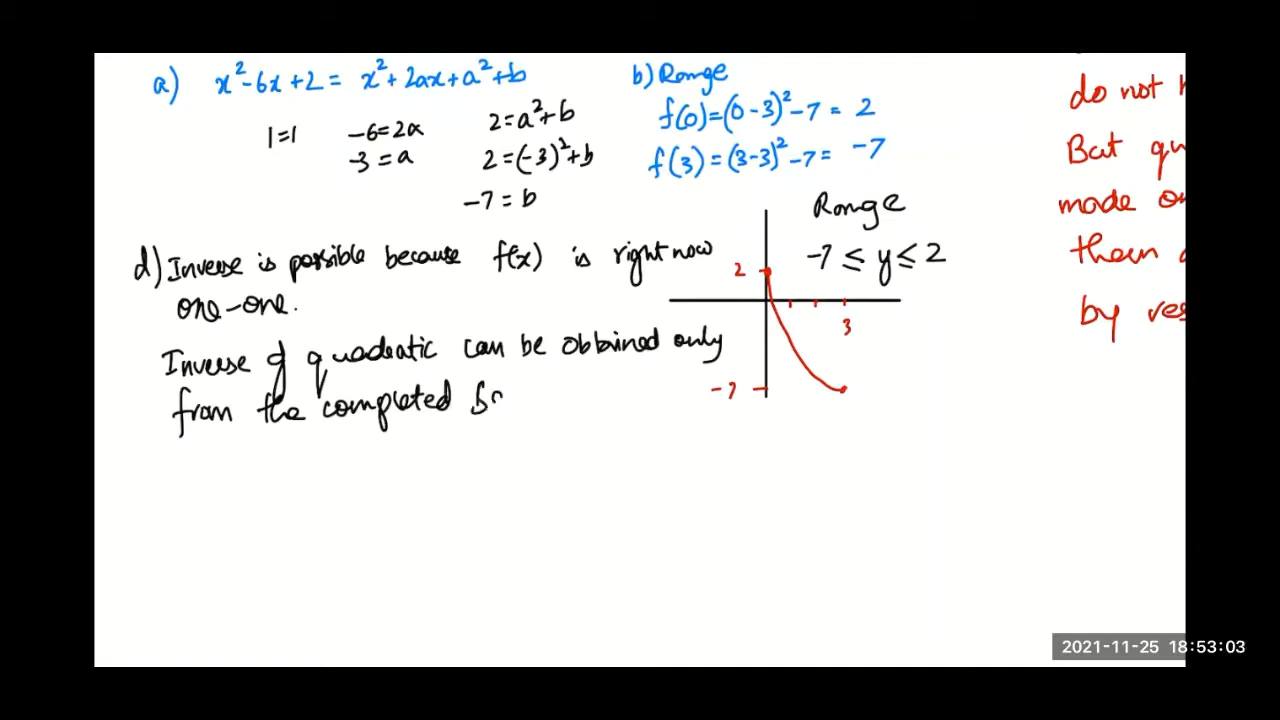 a) x²-6x+2 = x²+2ax+a²+b
1=1 -6=2a 2=a²+b
-3=a 2=(-3)²+b
-7=b
b) Range
f(0)=(0-3)²-7= 2
f(3)=(3-3)²-7= -7
Range
-7 ≤ y ≤ 2
2
3
-7
d) Inverse is possible because f(x) is right now
one-one.
Inverse of quadratic can be obtained only
from the completed
do not
But qu
made on
them
by res
2021-11-25 18:53:03